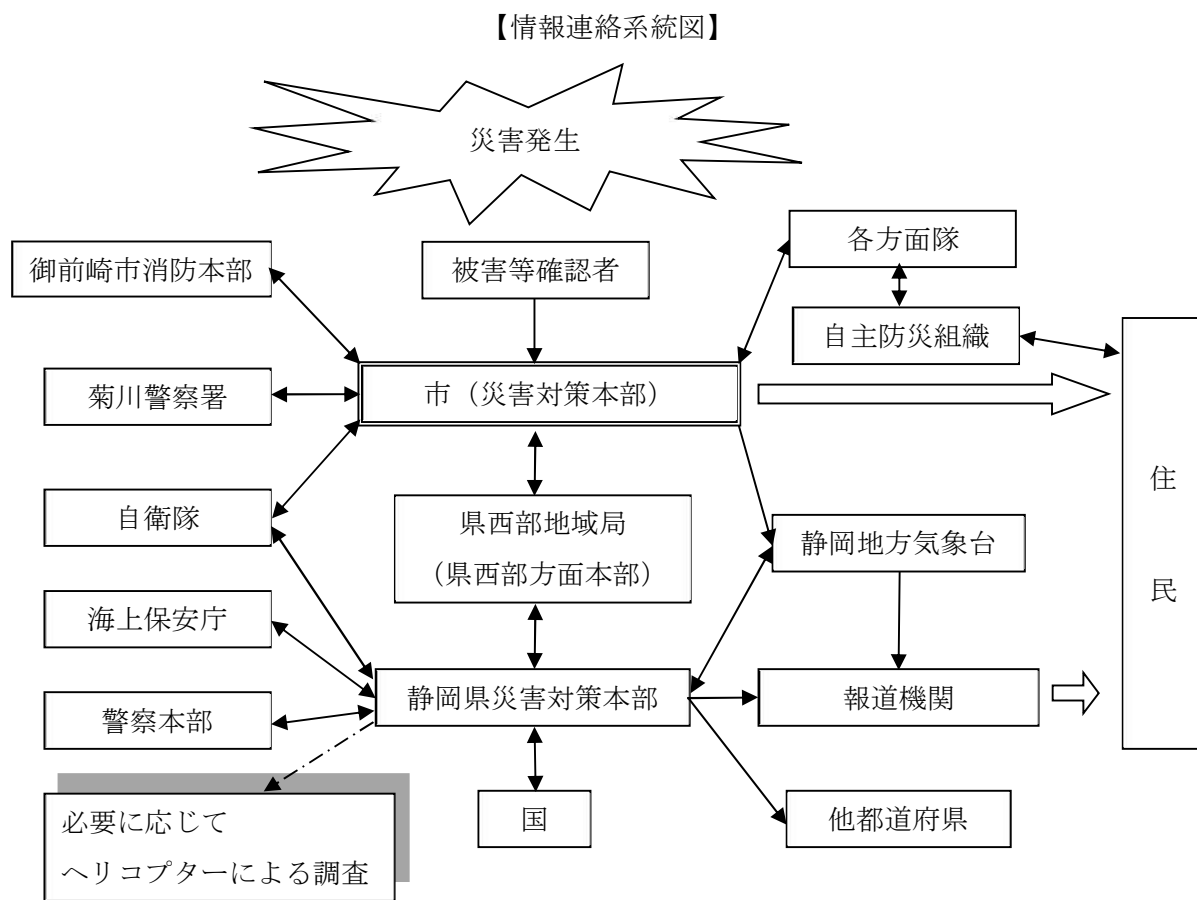 【情報連絡系統図】
災害発生
各方面隊
御前崎市消防本部
被害等確認者
自主防災組織
菊川警察署
市（災害対策本部）
住
民
自衛隊
県西部地域局
（県西部方面本部）
静岡地方気象台
海上保安庁
静岡県災害対策本部
報道機関
警察本部
必要に応じて
ヘリコプターによる調査
国
他都道府県